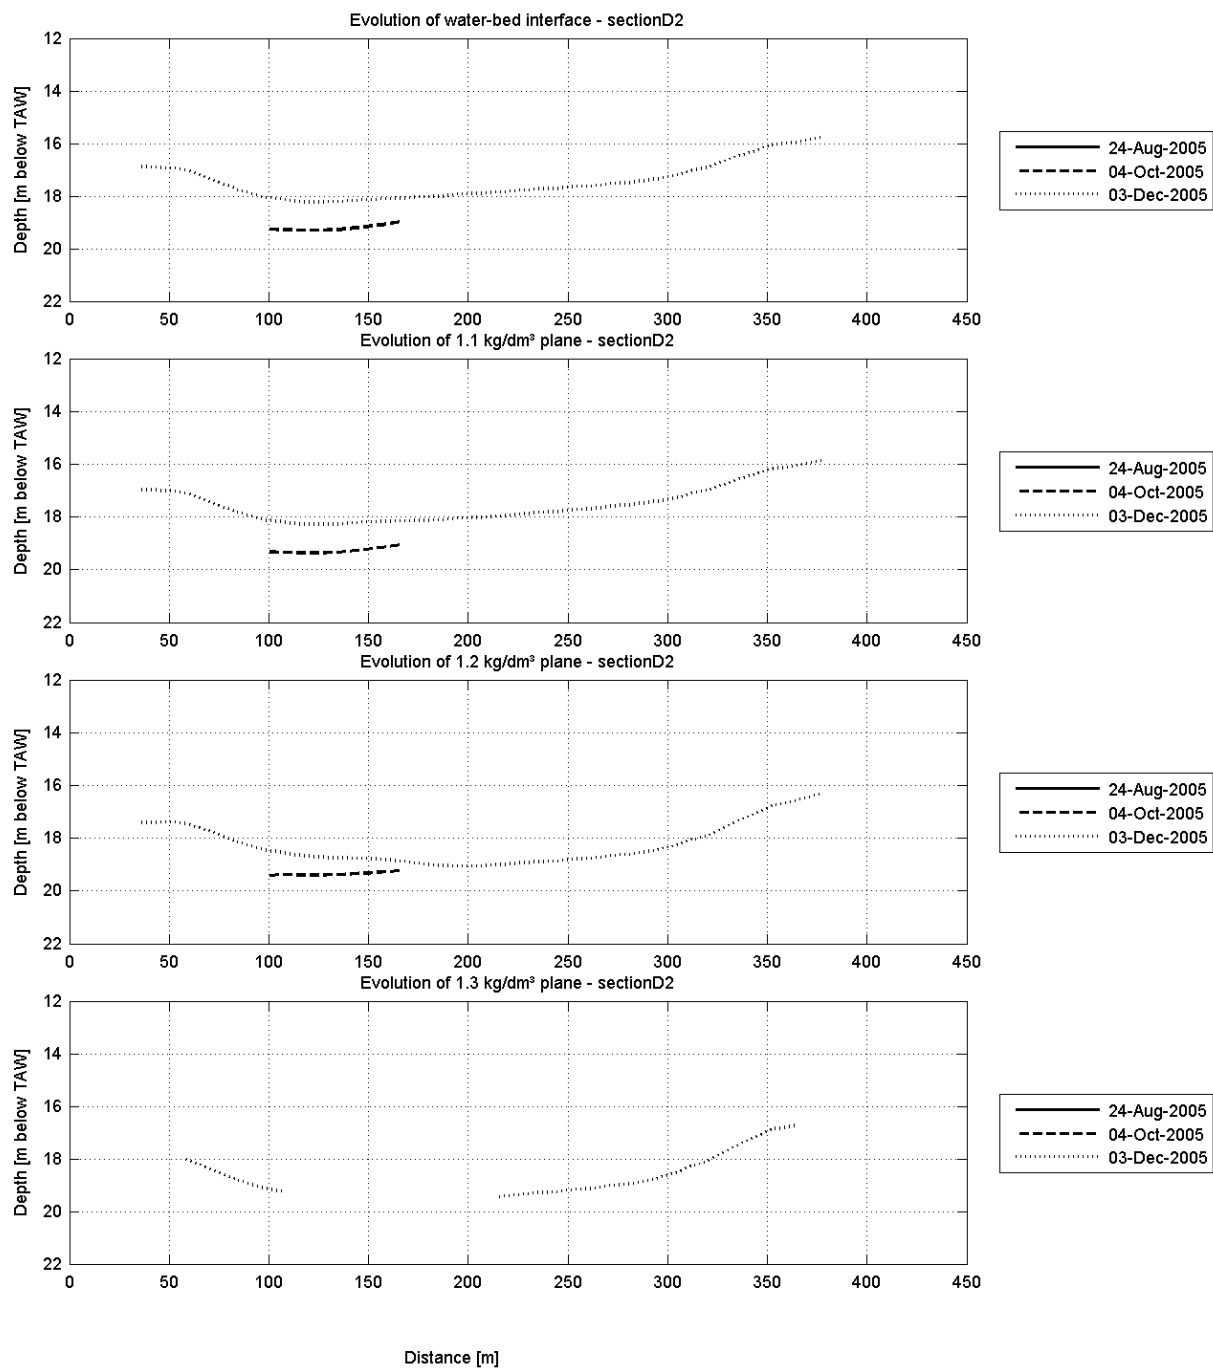 Evolution of water-bed interface - sectionD2
12
14
16
18
20
22
Depth [m below TAW]
0 50 100 150 200 250 300 350 400 450
24-Aug-2005
04-Oct-2005
03-Dec-2005
Evolution of 1.1 kg/dm³ plane - sectionD2
12
14
16
18
20
22
Depth [m below TAW]
0 50 100 150 200 250 300 350 400 450
24-Aug-2005
04-Oct-2005
03-Dec-2005
Evolution of 1.2 kg/dm³ plane - sectionD2
12
14
16
18
20
22
Depth [m below TAW]
0 50 100 150 200 250 300 350 400 450
24-Aug-2005
04-Oct-2005
03-Dec-2005
Evolution of 1.3 kg/dm³ plane - sectionD2
12
14
16
18
20
22
Depth [m below TAW]
0 50 100 150 200 250 300 350 400 450
24-Aug-2005
04-Oct-2005
03-Dec-2005
Distance [m]